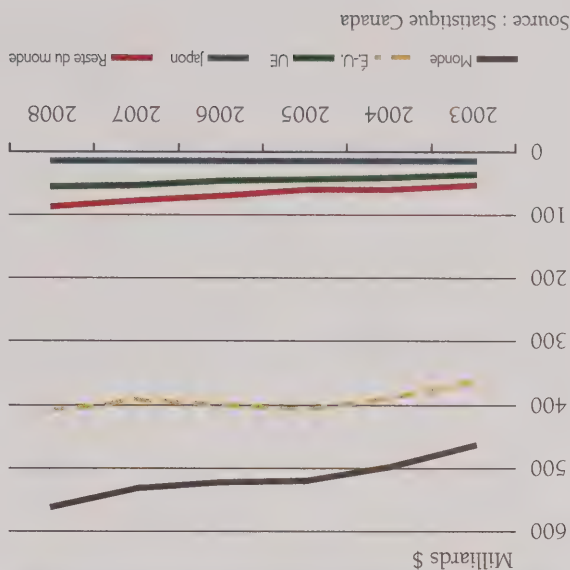 Milliards $
600
500
400
300
200
100
0
2003 2004 2005 2006 2007 2008
Monde É.-U. UE Japon Reste du monde
Source : Statistique Canada